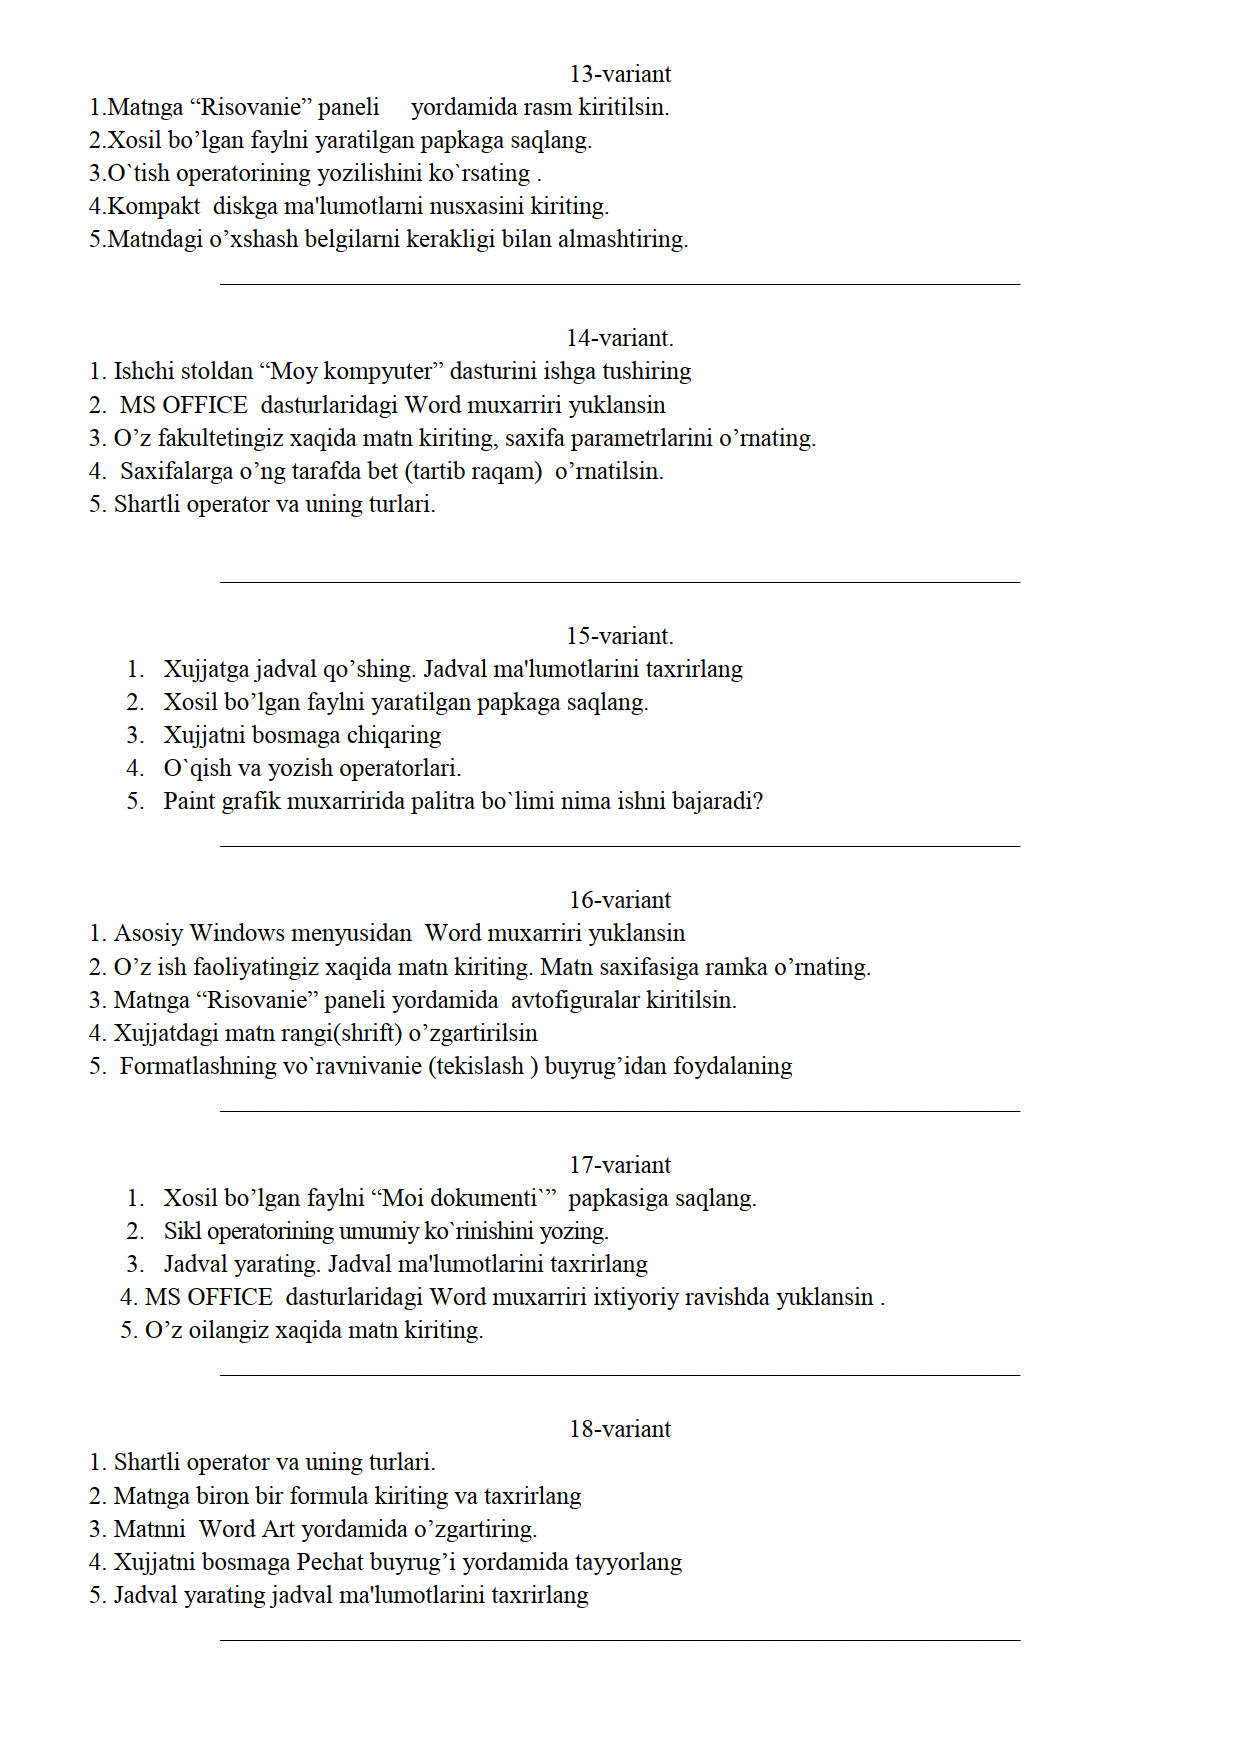 13-variant
1.Matnga “Risovanie” paneli     yordamida rasm kiritilsin.
2.Xosil bo’lgan faylni yaratilgan papkaga saqlang.
3.O`tish operatorining yozilishini ko`rsating .
4.Kompakt  diskga ma'lumotlarni nusxasini kiriting.
5.Matndagi o’xshash belgilarni kerakligi bilan almashtiring.
14-variant.
1. Ishchi stoldan “Moy kompyuter” dasturini ishga tushiring
2.  MS OFFICE  dasturlaridagi Word muxarriri yuklansin
3. O’z fakultetingiz xaqida matn kiriting, saxifa parametrlarini o’rnating.
4.  Saxifalarga o’ng tarafda bet (tartib raqam)  o’rnatilsin.
5. Shartli operator va uning turlari.
15-variant.
1.   Xujjatga jadval qo’shing. Jadval ma'lumotlarini taxrirlang
2.   Xosil bo’lgan faylni yaratilgan papkaga saqlang.
3.   Xujjatni bosmaga chiqaring
4.   O`qish va yozish operatorlari.
5.   Paint grafik muxarririda palitra bo`limi nima ishni bajaradi?
16-variant
1. Asosiy Windows menyusidan  Word muxarriri yuklansin
2. O’z ish faoliyatingiz xaqida matn kiriting. Matn saxifasiga ramka o’rnating.
3. Matnga “Risovanie” paneli yordamida  avtofiguralar kiritilsin.
4. Xujjatdagi matn rangi(shrift) o’zgartirilsin
5.  Formatlashning vo`ravnivanie (tekislash ) buyrug’idan foydalaning
17-variant
1.   Xosil bo’lgan faylni “Moi dokumenti`”  papkasiga saqlang.
2.   Sikl operatorining umumiy ko`rinishini yozing.
3.   Jadval yarating. Jadval ma'lumotlarini taxrirlang
4. MS OFFICE  dasturlaridagi Word muxarriri ixtiyoriy ravishda yuklansin .
5. O’z oilangiz xaqida matn kiriting.
18-variant
1. Shartli operator va uning turlari.
2. Matnga biron bir formula kiriting va taxrirlang
3. Matnni  Word Art yordamida o’zgartiring.
4. Xujjatni bosmaga Pechat buyrug’i yordamida tayyorlang
5. Jadval yarating jadval ma'lumotlarini taxrirlang